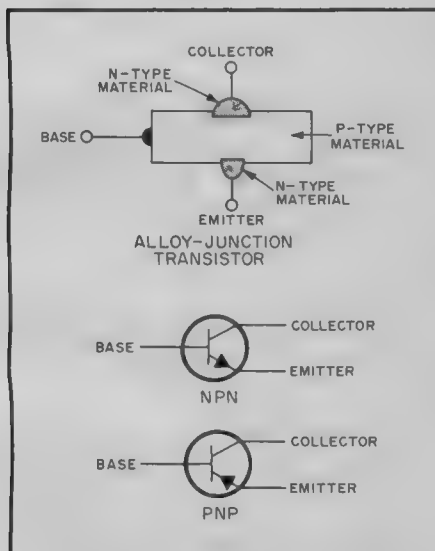 COLLECTOR
N-TYPE
MATERIAL
BASE
P-TYPE
MATERIAL
N-TYPE
MATERIAL
EMITTER
ALLOY-JUNCTION
TRANSISTOR
COLLECTOR
BASE
EMITTER
NPN
COLLECTOR
BASE
EMITTER
PNP